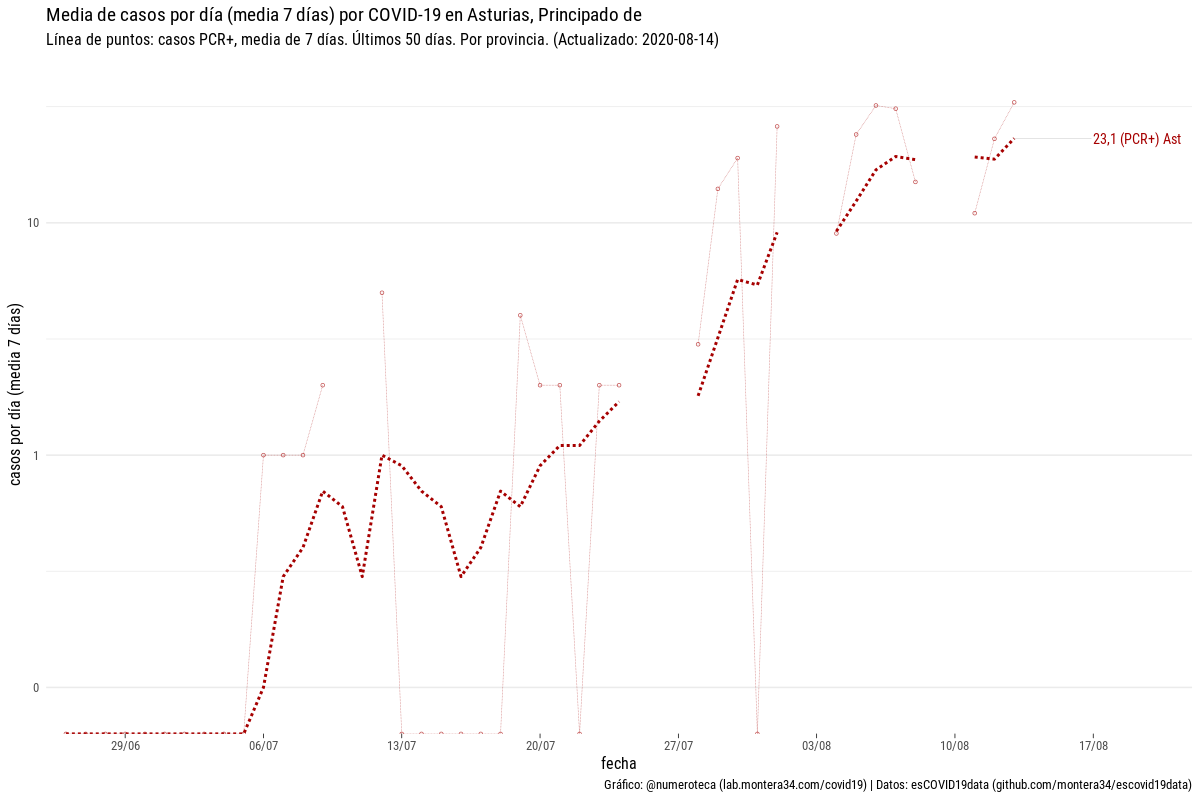 Media de casos por día (media 7 días) por COVID-19 en Asturias, Principado de
Línea de puntos: casos PCR+, media de 7 días. Últimos 50 días. Por provincia. (Actualizado: 2020-08-14)
casos por día (media 7 días)
10
1
0
23,1 (PCR+) Ast
29/06 06/07 13/07 20/07 27/07 03/08 10/08 17/08
fecha
Gráfico: @numeroteca (lab.montera34.com/covid19) | Datos: esCOVID19data (github.com/montera34/escovid19data)